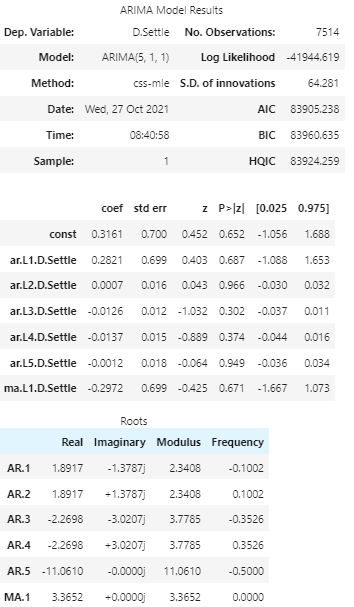 ARIMA Model Results
Dep. Variable: D.Settle No. Observations: 7514
Model: ARIMA(5, 1, 1) Log Likelihood -41944.619
Method: css-mle S.D. of innovations 64.281
Date: Wed, 27 Oct 2021 AIC 83905.238
Time: 08:40:58 BIC 83960.635
Sample: 1 HQIC 83924.259
coef std err z P>|z| [0.025 0.975]
const 0.3161 0.700 0.452 0.652 -1.056 1.688
ar.L1.D.Settle 0.2821 0.699 0.403 0.687 -1.088 1.653
ar.L2.D.Settle 0.0007 0.016 0.043 0.966 -0.030 0.032
ar.L3.D.Settle -0.0126 0.012 -1.032 0.302 -0.037 0.011
ar.L4.D.Settle -0.0137 0.015 -0.889 0.374 -0.044 0.016
ar.L5.D.Settle -0.0012 0.018 -0.064 0.949 -0.036 0.034
ma.L1.D.Settle -0.2972 0.699 -0.425 0.671 -1.667 1.073
Roots
Real Imaginary Modulus Frequency
AR.1 1.8917 -1.3787j 2.3408 -0.1002
AR.2 1.8917 +1.3787j 2.3408 0.1002
AR.3 -2.2698 -3.0207j 3.7785 -0.3526
AR.4 -2.2698 +3.0207j 3.7785 0.3526
AR.5 -11.0610 -0.0000j 11.0610 -0.5000
MA.1 3.3652 +0.0000j 3.3652 0.0000